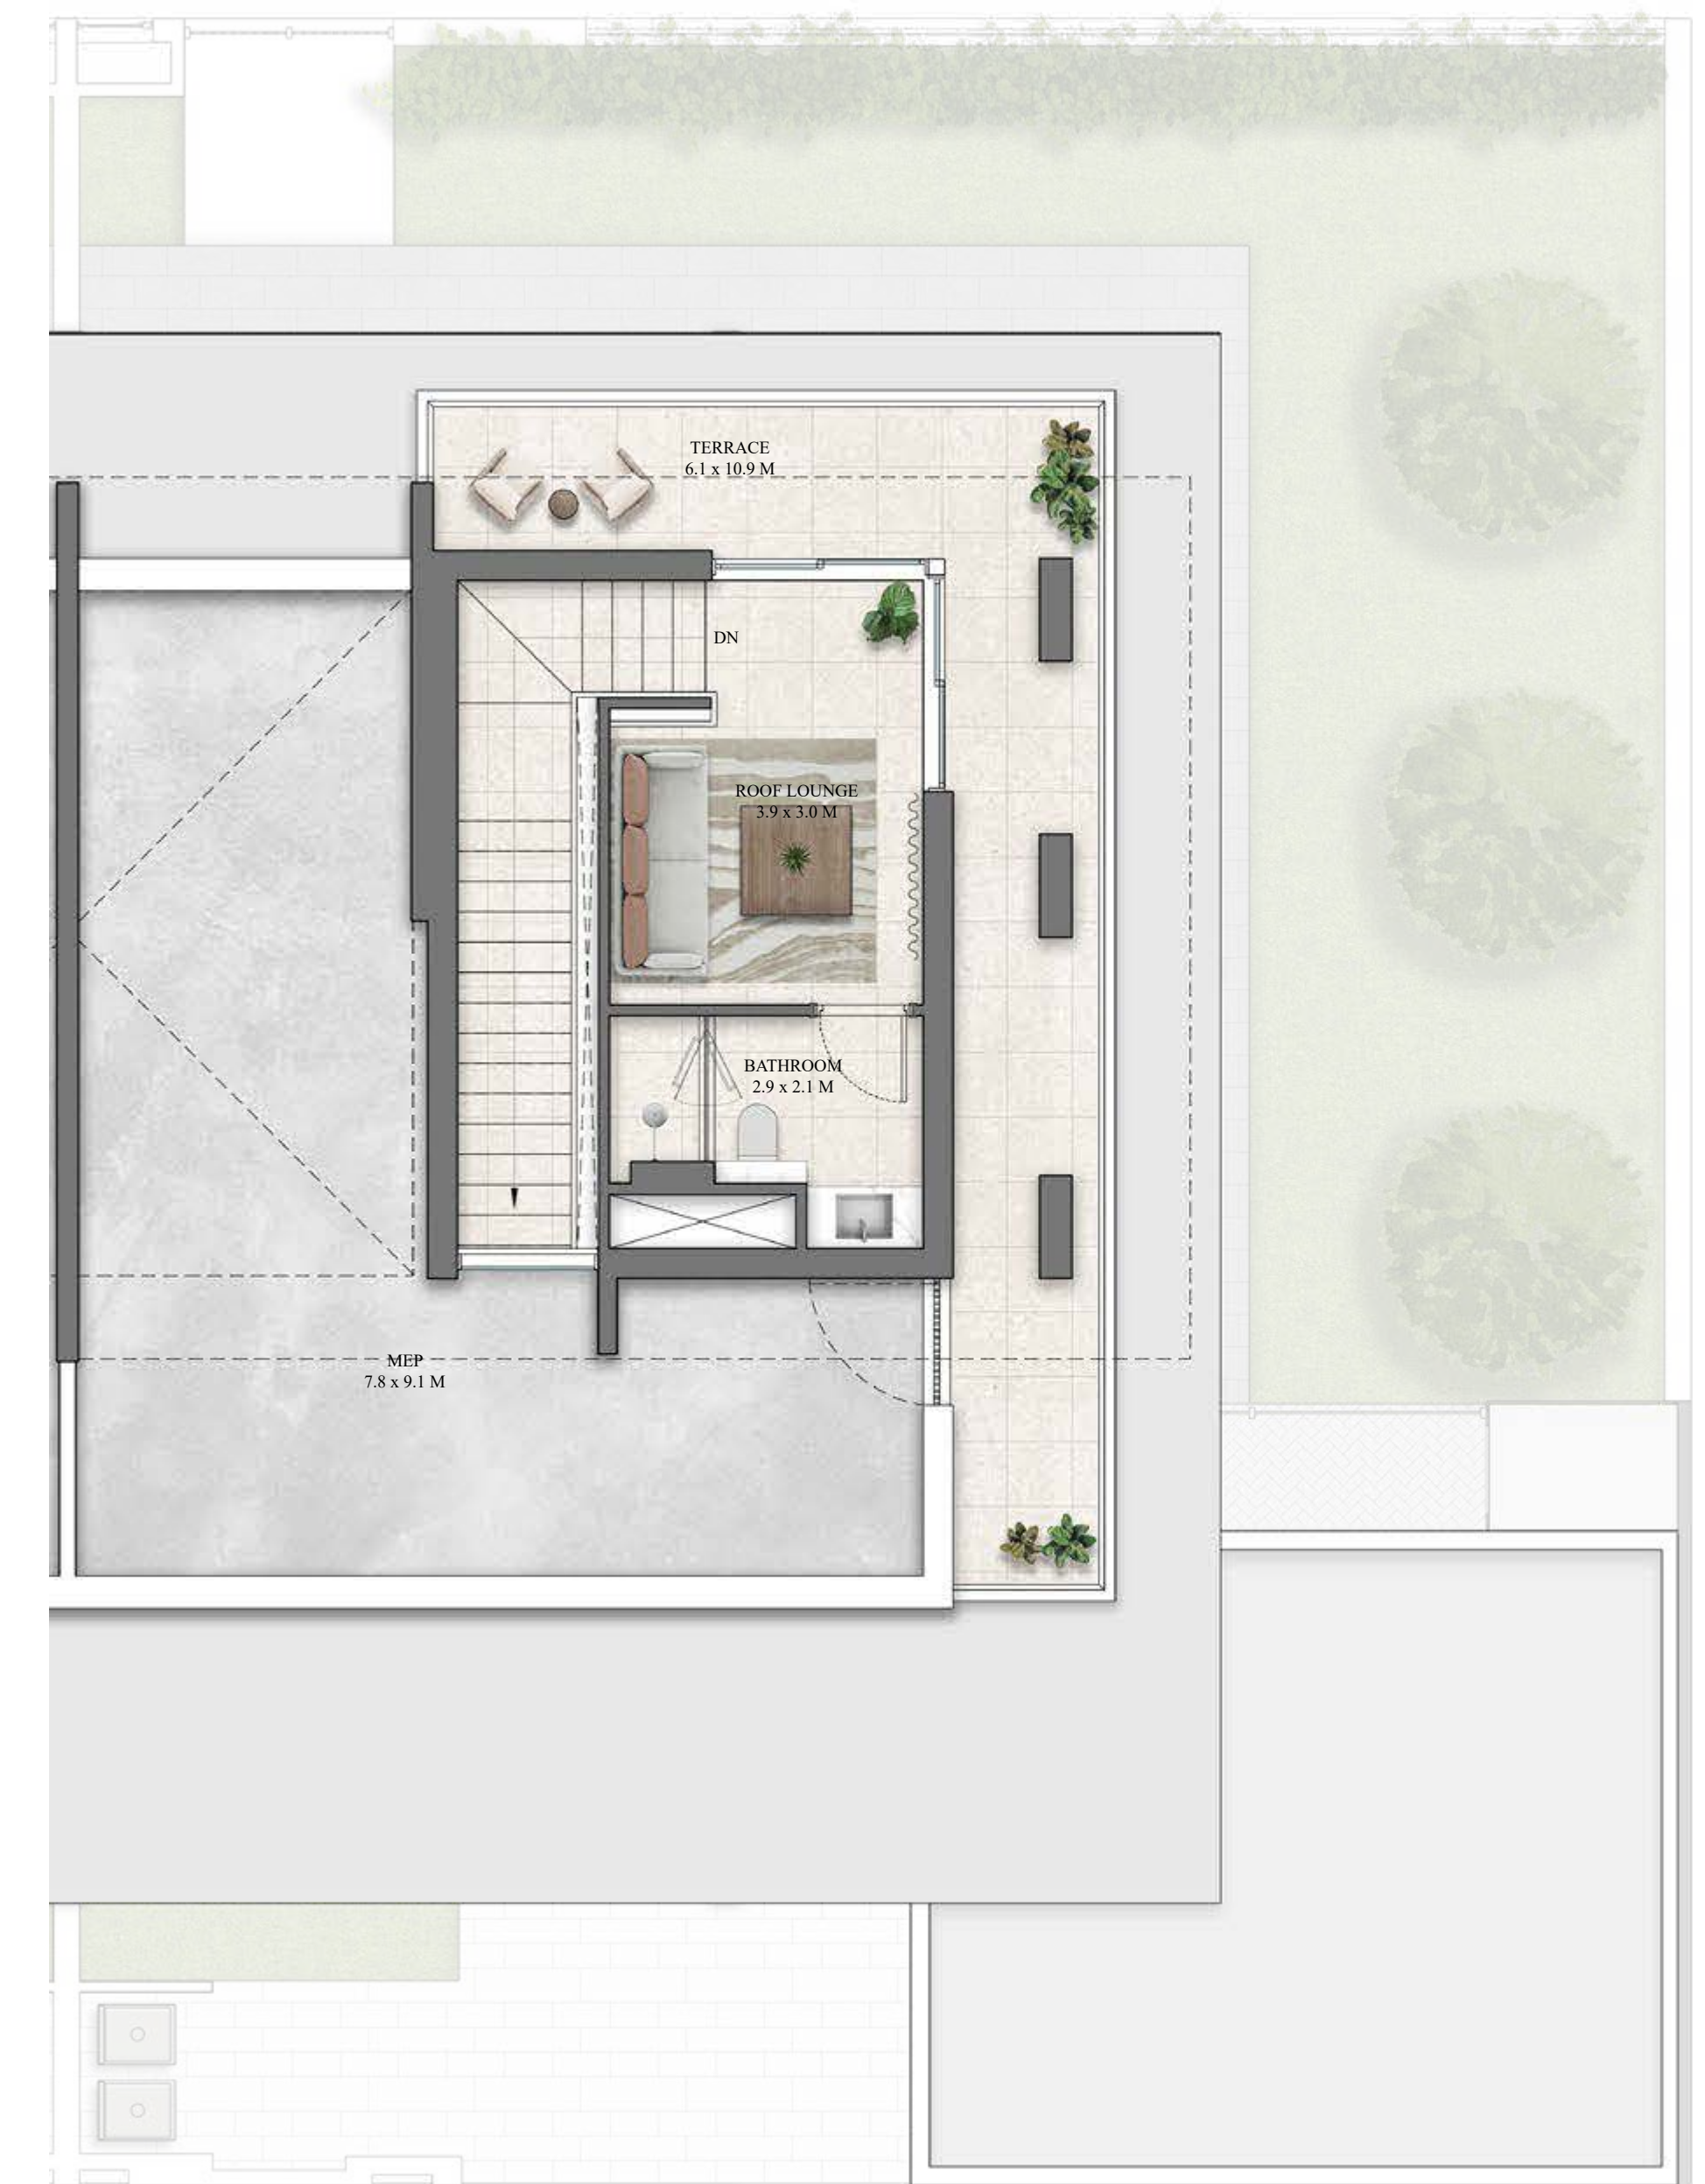 TERRACE
6.1 x 10.9 M
DN
ROOF LOUNGE
3.9 x 3.0 M
BATHROOM
2.9 x 2.1 M
MEP
7.8 x 9.1 M